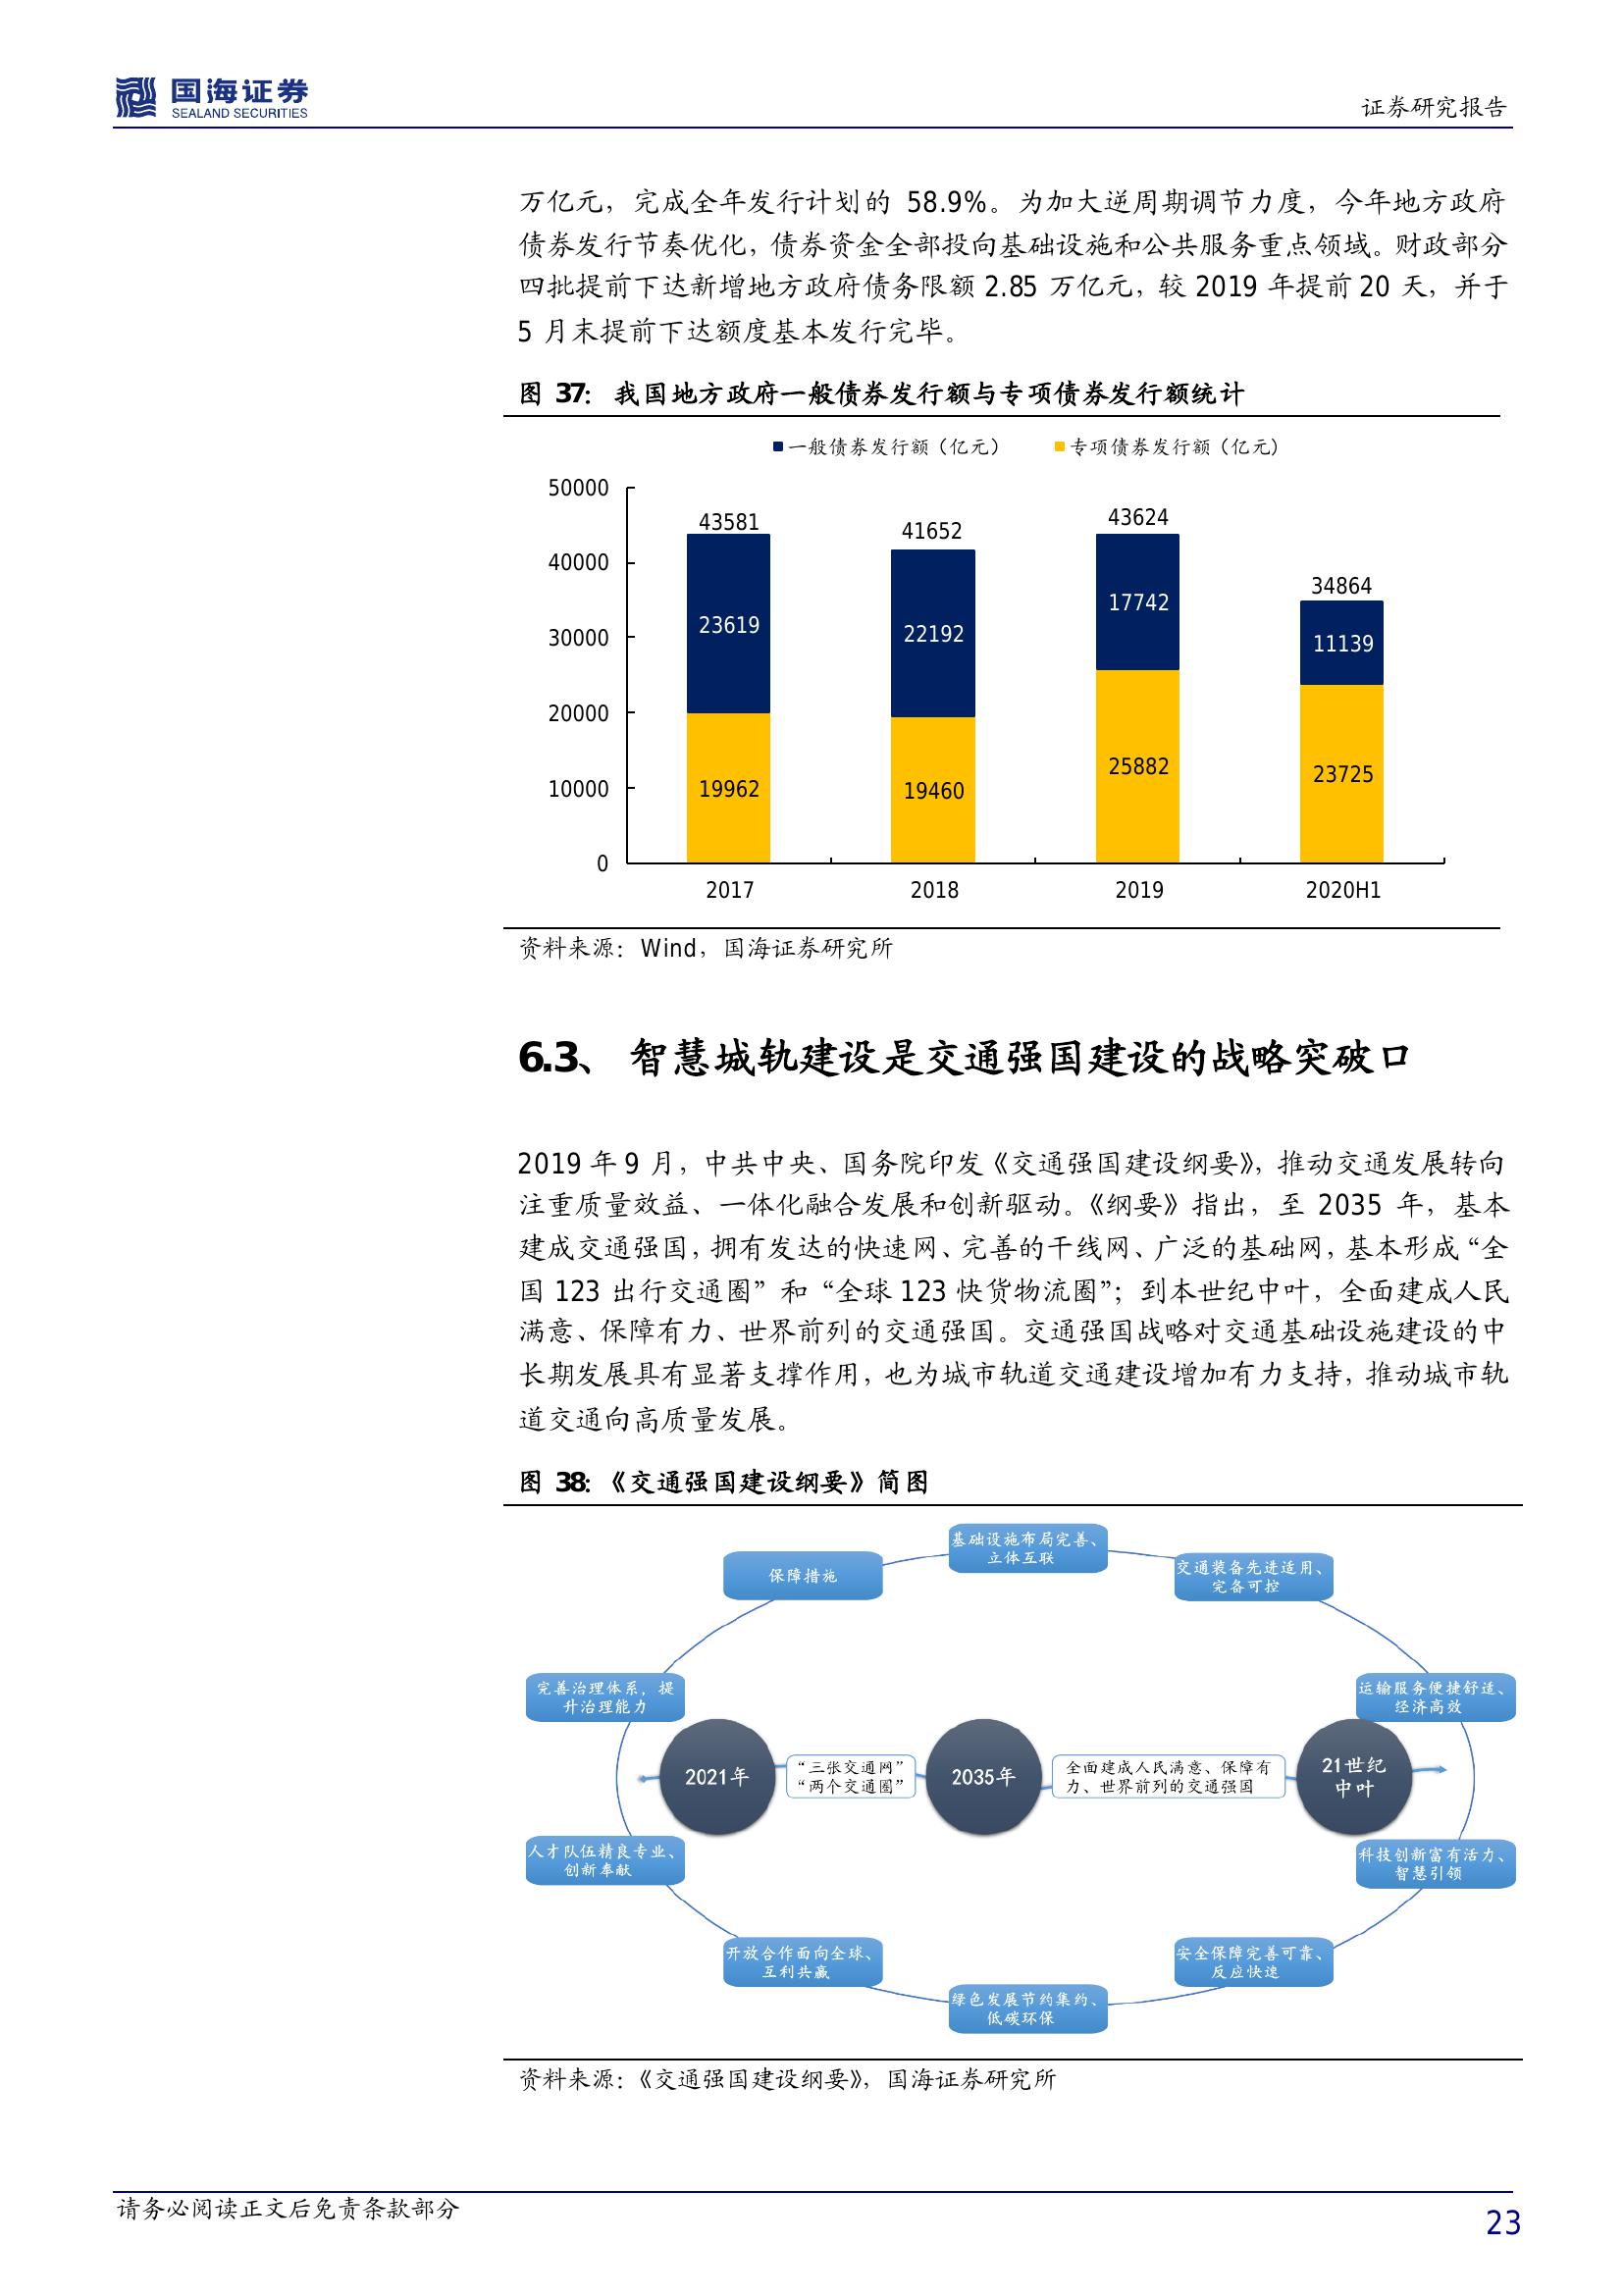 国海证券
SEALAND SECURITIES
证券研究报告
万亿元，完成全年发行计划的 58.9%。为加大逆周期调节力度，今年地方政府
债券发行节奏优化，债券资金全部投向基础设施和公共服务重点领域。财政部分
四批提前下达新增地方政府债务限额 2.85 万亿元，较 2019 年提前 20 天，并于
5 月末提前下达额度基本发行完毕。
图 37： 我国地方政府一般债券发行额与专项债券发行额统计
一般债券发行额（亿元） 专项债券发行额（亿元）
50000
40000
30000
20000
10000
0
43581
41652
43624
34864
23619
22192
17742
11139
19962
19460
25882
23725
2017 2018 2019 2020H1
资料来源：Wind，国海证券研究所
6.3、 智慧城轨建设是交通强国建设的战略突破口
2019 年 9 月，中共中央、国务院印发《交通强国建设纲要》，推动交通发展转向
注重质量效益、一体化融合发展和创新驱动。《纲要》指出，至 2035 年，基本
建成交通强国，拥有发达的快速网、完善的干线网、广泛的基础网，基本形成“全
国 123 出行交通圈”和“全球 123 快货物流圈”；到本世纪中叶，全面建成人民
满意、保障有力、世界前列的交通强国。交通强国战略对交通基础设施建设的中
长期发展具有显著支撑作用，也为城市轨道交通建设增加有力支持，推动城市轨
道交通向高质量发展。
图 38：《交通强国建设纲要》简图
基础设施布局完善、
立体互联
保障措施
交通装备先进适用、
完备可控
完善治理体系，提
升治理能力
运输服务便捷舒适、
经济高效
2021年
“三张交通网”
“两个交通圈”
2035年
全面建成人民满意、保障有
力、世界前列的交通强国
21世纪
中叶
人才队伍精良专业、
创新奉献
科技创新富有活力、
智慧引领
开放合作面向全球、
互利共赢
安全保障完善可靠、
反应快速
绿色发展节约集约、
低碳环保
资料来源：《交通强国建设纲要》，国海证券研究所
请务必阅读正文后免责条款部分
23